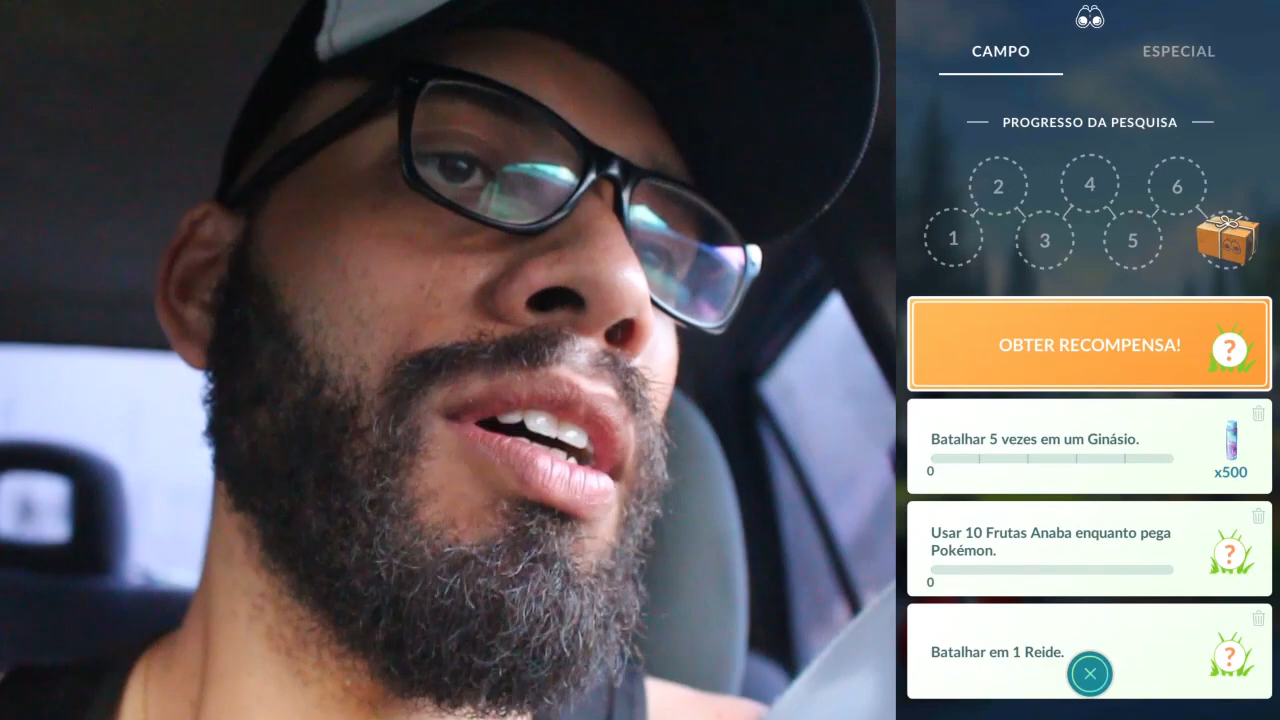 CAMPO
ESPECIAL
PROGRESSO DA PESQUISA
2
4
6
1
3
5
OBTER RECOMPENSA!
?
Batalhar 5 vezes em um Ginásio.
0
x500
Usar 10 Frutas Anaba enquanto pega
Pokémon.
?
0
Batalhar em 1 Reide.
?